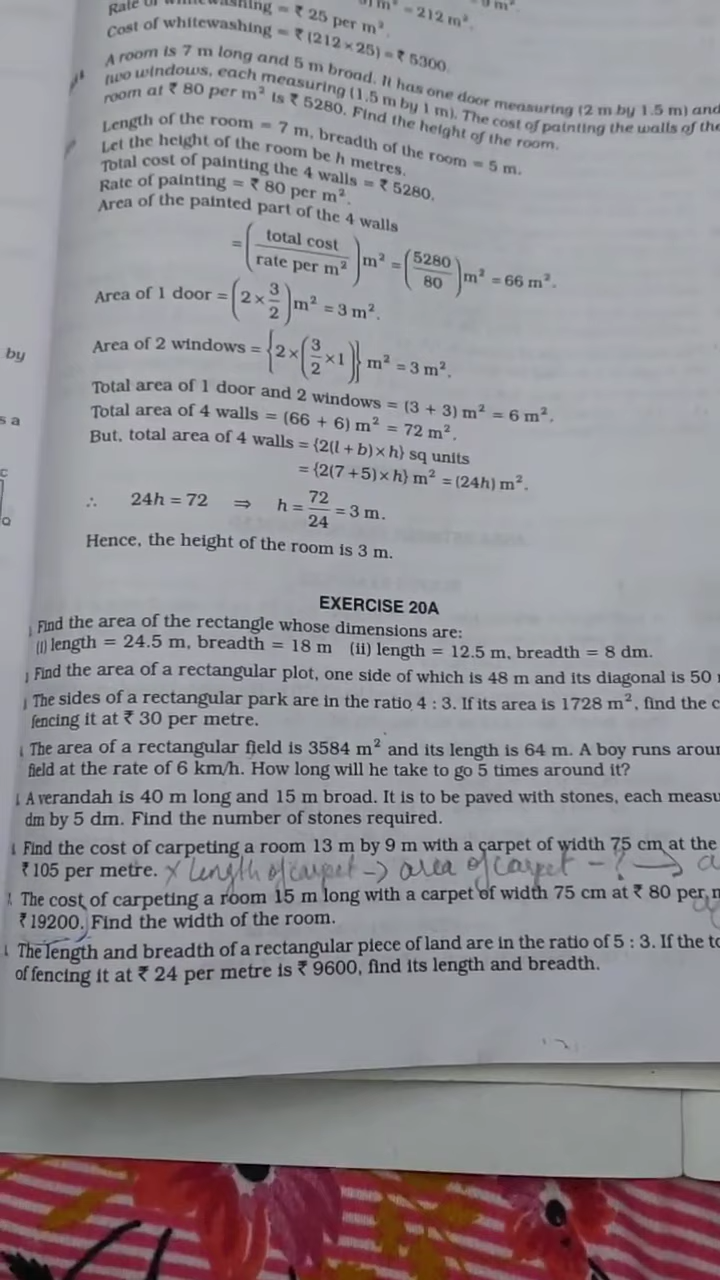 Rate of whitewashing = ₹ 25 per m².
= 212 m².
Cost of whitewashing = ₹ (212 × 25) = ₹ 5300.
A room is 7 m long and 5 m broad. It has one door measuring (2 m by 1.5 m) and
two windows, each measuring (1.5 m by 1 m). The cost of painting the walls of the
room at ₹ 80 per m² is ₹ 5280. Find the height of the room.
Length of the room = 7 m, breadth of the room = 5 m.
Let the height of the room be h metres.
Total cost of painting the 4 walls = ₹ 5280.
Rate of painting = ₹ 80 per m².
Area of the painted part of the 4 walls
= (total cost / rate per m²) m² = (5280/80) m² = 66 m².
Area of 1 door = (2 × 3/2) m² = 3 m².
by
Area of 2 windows = {2 × (3/2 × 1)} m² = 3 m².
Total area of 1 door and 2 windows = (3 + 3) m² = 6 m².
s a
Total area of 4 walls = (66 + 6) m² = 72 m².
But, total area of 4 walls = {2(l + b) × h} sq units
= {2(7 + 5) × h} m² = (24h) m².
C
∴ 24h = 72 ⇒ h = 72/24 = 3 m.
Hence, the height of the room is 3 m.
EXERCISE 20A
Find the area of the rectangle whose dimensions are:
(i) length = 24.5 m, breadth = 18 m (ii) length = 12.5 m, breadth = 8 dm.
Find the area of a rectangular plot, one side of which is 48 m and its diagonal is 50
The sides of a rectangular park are in the ratio 4 : 3. If its area is 1728 m², find the c
fencing it at ₹ 30 per metre.
The area of a rectangular field is 3584 m² and its length is 64 m. A boy runs arou
field at the rate of 6 km/h. How long will he take to go 5 times around it?
A verandah is 40 m long and 15 m broad. It is to be paved with stones, each measu
dm by 5 dm. Find the number of stones required.
Find the cost of carpeting a room 13 m by 9 m with a carpet of width 75 cm at the
₹ 105 per metre. × length of carpet → area of carpet - ? → a
7. The cost of carpeting a room 15 m long with a carpet of width 75 cm at ₹ 80 per m
₹ 19200. Find the width of the room.
The length and breadth of a rectangular piece of land are in the ratio of 5 : 3. If the to
of fencing it at ₹ 24 per metre is ₹ 9600, find its length and breadth.